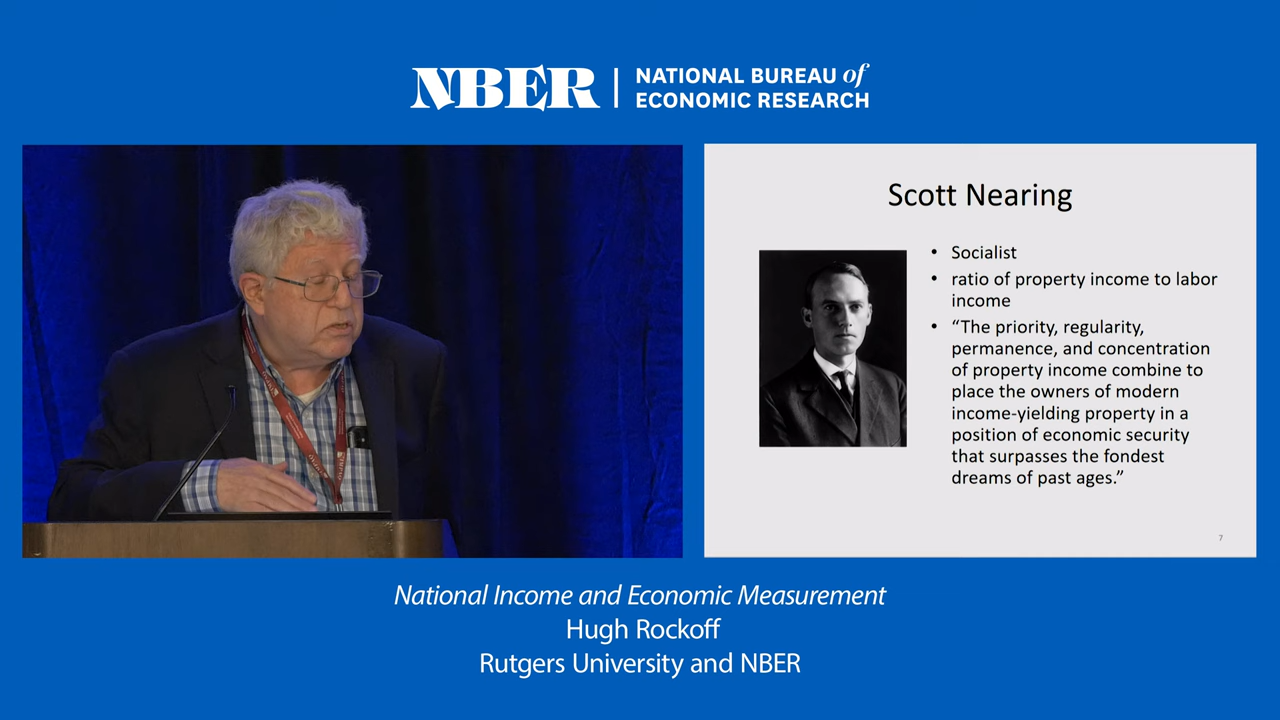 NBER
NATIONAL BUREAU of
ECONOMIC RESEARCH
Scott Nearing
• Socialist
• ratio of property income to labor
income
• “The priority, regularity,
permanence, and concentration
of property income combine to
place the owners of modern
income-yielding property in a
position of economic security
that surpasses the fondest
dreams of past ages.”
7
National Income and Economic Measurement
Hugh Rockoff
Rutgers University and NBER